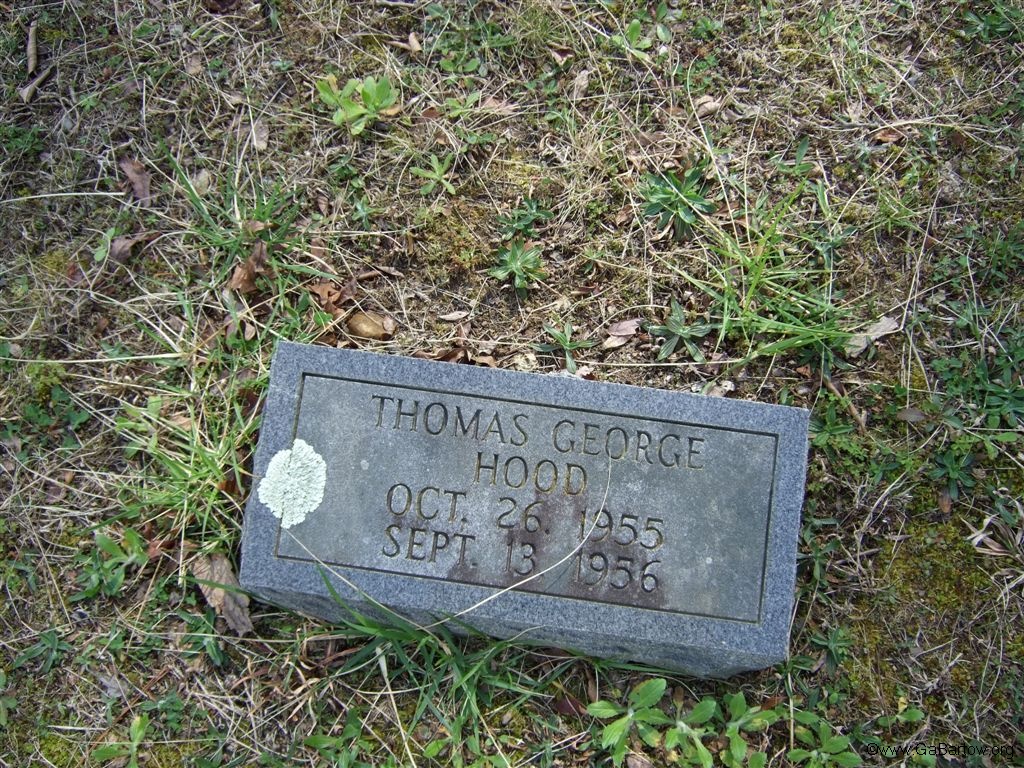 THOMAS GEORGE
HOOD
OCT. 26. 1955
SEPT. 13 1956
©www.GaBartow.org